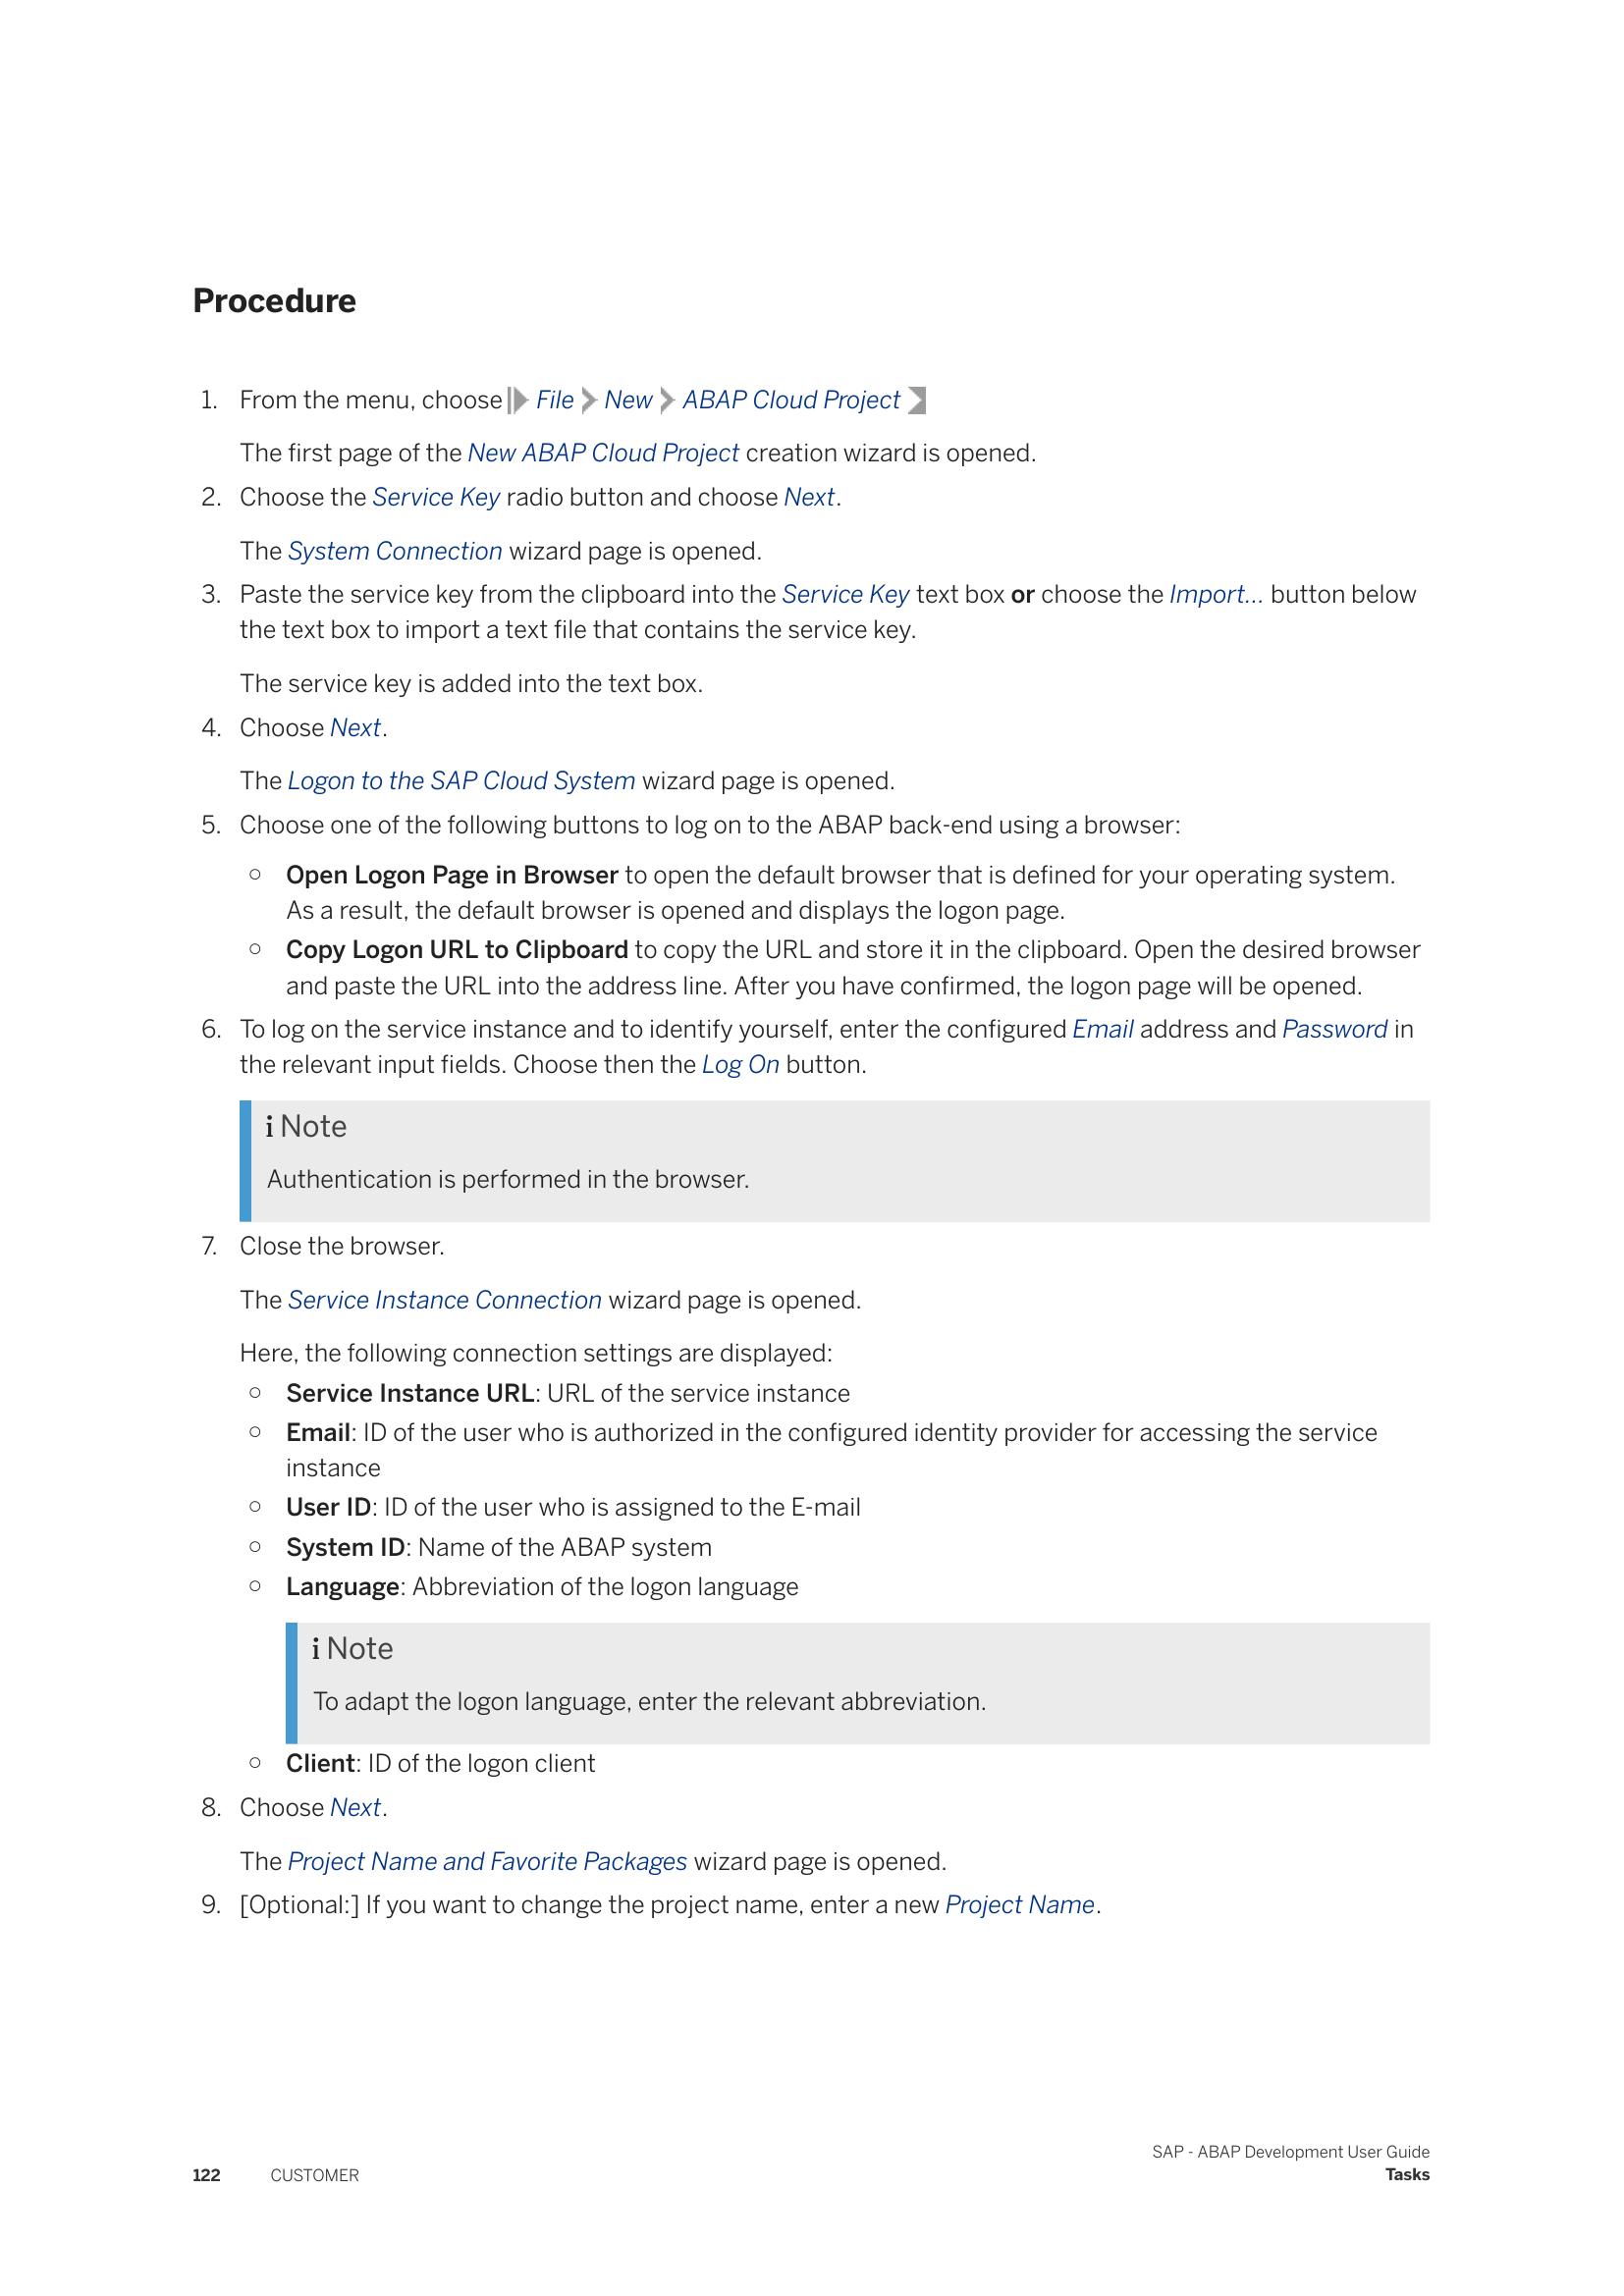 Procedure
1. From the menu, choose File New ABAP Cloud Project
The first page of the New ABAP Cloud Project creation wizard is opened.
2. Choose the Service Key radio button and choose Next.
The System Connection wizard page is opened.
3. Paste the service key from the clipboard into the Service Key text box or choose the Import... button below
the text box to import a text file that contains the service key.
The service key is added into the text box.
4. Choose Next.
The Logon to the SAP Cloud System wizard page is opened.
5. Choose one of the following buttons to log on to the ABAP back-end using a browser:
○ Open Logon Page in Browser to open the default browser that is defined for your operating system.
As a result, the default browser is opened and displays the logon page.
○ Copy Logon URL to Clipboard to copy the URL and store it in the clipboard. Open the desired browser
and paste the URL into the address line. After you have confirmed, the logon page will be opened.
6. To log on the service instance and to identify yourself, enter the configured Email address and Password in
the relevant input fields. Choose then the Log On button.
i Note
Authentication is performed in the browser.
7. Close the browser.
The Service Instance Connection wizard page is opened.
Here, the following connection settings are displayed:
○ Service Instance URL: URL of the service instance
○ Email: ID of the user who is authorized in the configured identity provider for accessing the service
instance
○ User ID: ID of the user who is assigned to the E-mail
○ System ID: Name of the ABAP system
○ Language: Abbreviation of the logon language
i Note
To adapt the logon language, enter the relevant abbreviation.
○ Client: ID of the logon client
8. Choose Next.
The Project Name and Favorite Packages wizard page is opened.
9. [Optional:] If you want to change the project name, enter a new Project Name.
SAP - ABAP Development User Guide
122 CUSTOMER Tasks